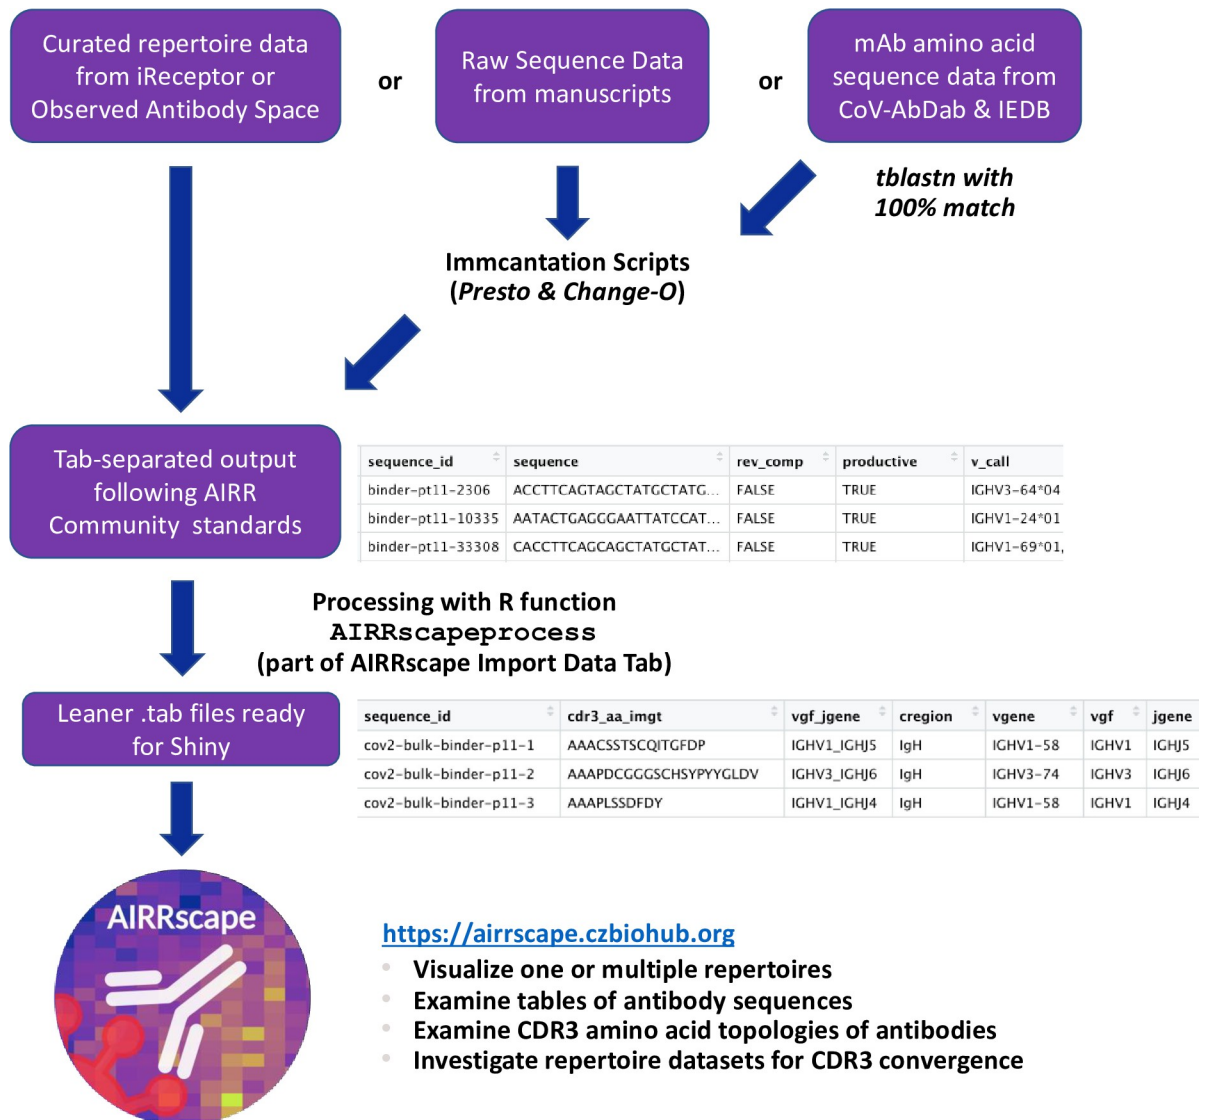 Curated repertoire data
from iReceptor or
Observed Antibody Space
or
Raw Sequence Data
from manuscripts
or
mAb amino acid
sequence data from
CoV-AbDab & IEDB
tblastn with
100% match
Immcantation Scripts
(Presto & Change-O)
Tab-separated output
following AIRR
Community standards
sequence_id sequence rev_comp productive v_call
binder-pt11-2306 ACCTTCAGTAGCTATGCTATG... FALSE TRUE IGHV3-64*04
binder-pt11-10335 AATACTGAGGGAATTATCCAT... FALSE TRUE IGHV1-24*01
binder-pt11-33308 CACCTTCAGCAGCTATGCTAT... FALSE TRUE IGHV1-69*01,
Processing with R function
AIRRscapeprocess
(part of AIRRscape Import Data Tab)
Leaner .tab files ready
for Shiny
sequence_id cdr3_aa_imgt vgf_jgene cregion vgene vgf jgene
cov2-bulk-binder-p11-1 AAACSSTSCQITGFDP IGHV1_IGHJ5 IgH IGHV1-58 IGHV1 IGHJ5
cov2-bulk-binder-p11-2 AAAPDCGGGSCHSYPYYGLDV IGHV3_IGHJ6 IgH IGHV3-74 IGHV3 IGHJ6
cov2-bulk-binder-p11-3 AAAPLSSDFDY IGHV1_IGHJ4 IgH IGHV1-58 IGHV1 IGHJ4
AIRRscape
https://airrscape.czbiohub.org
• Visualize one or multiple repertoires
• Examine tables of antibody sequences
• Examine CDR3 amino acid topologies of antibodies
• Investigate repertoire datasets for CDR3 convergence